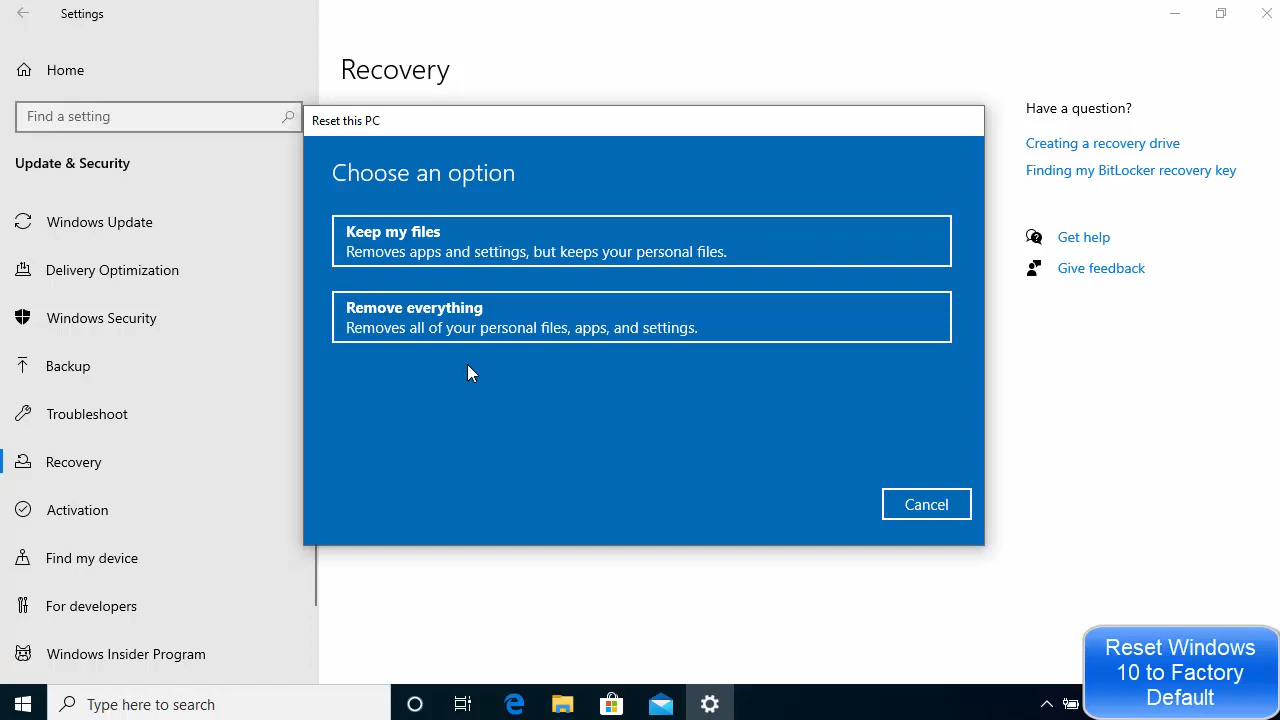 Settings
Home
Find a setting
Update & Security
Windows Update
Delivery Optimization
Windows Security
Backup
Troubleshoot
Recovery
Activation
Find my device
For developers
Windows Insider Program
Recovery
Reset this PC
Choose an option
Keep my files
Removes apps and settings, but keeps your personal files.
Remove everything
Removes all of your personal files, apps, and settings.
Cancel
Have a question?
Creating a recovery drive
Finding my BitLocker recovery key
Get help
Give feedback
Type here to search
Reset Windows
10 to Factory
Default